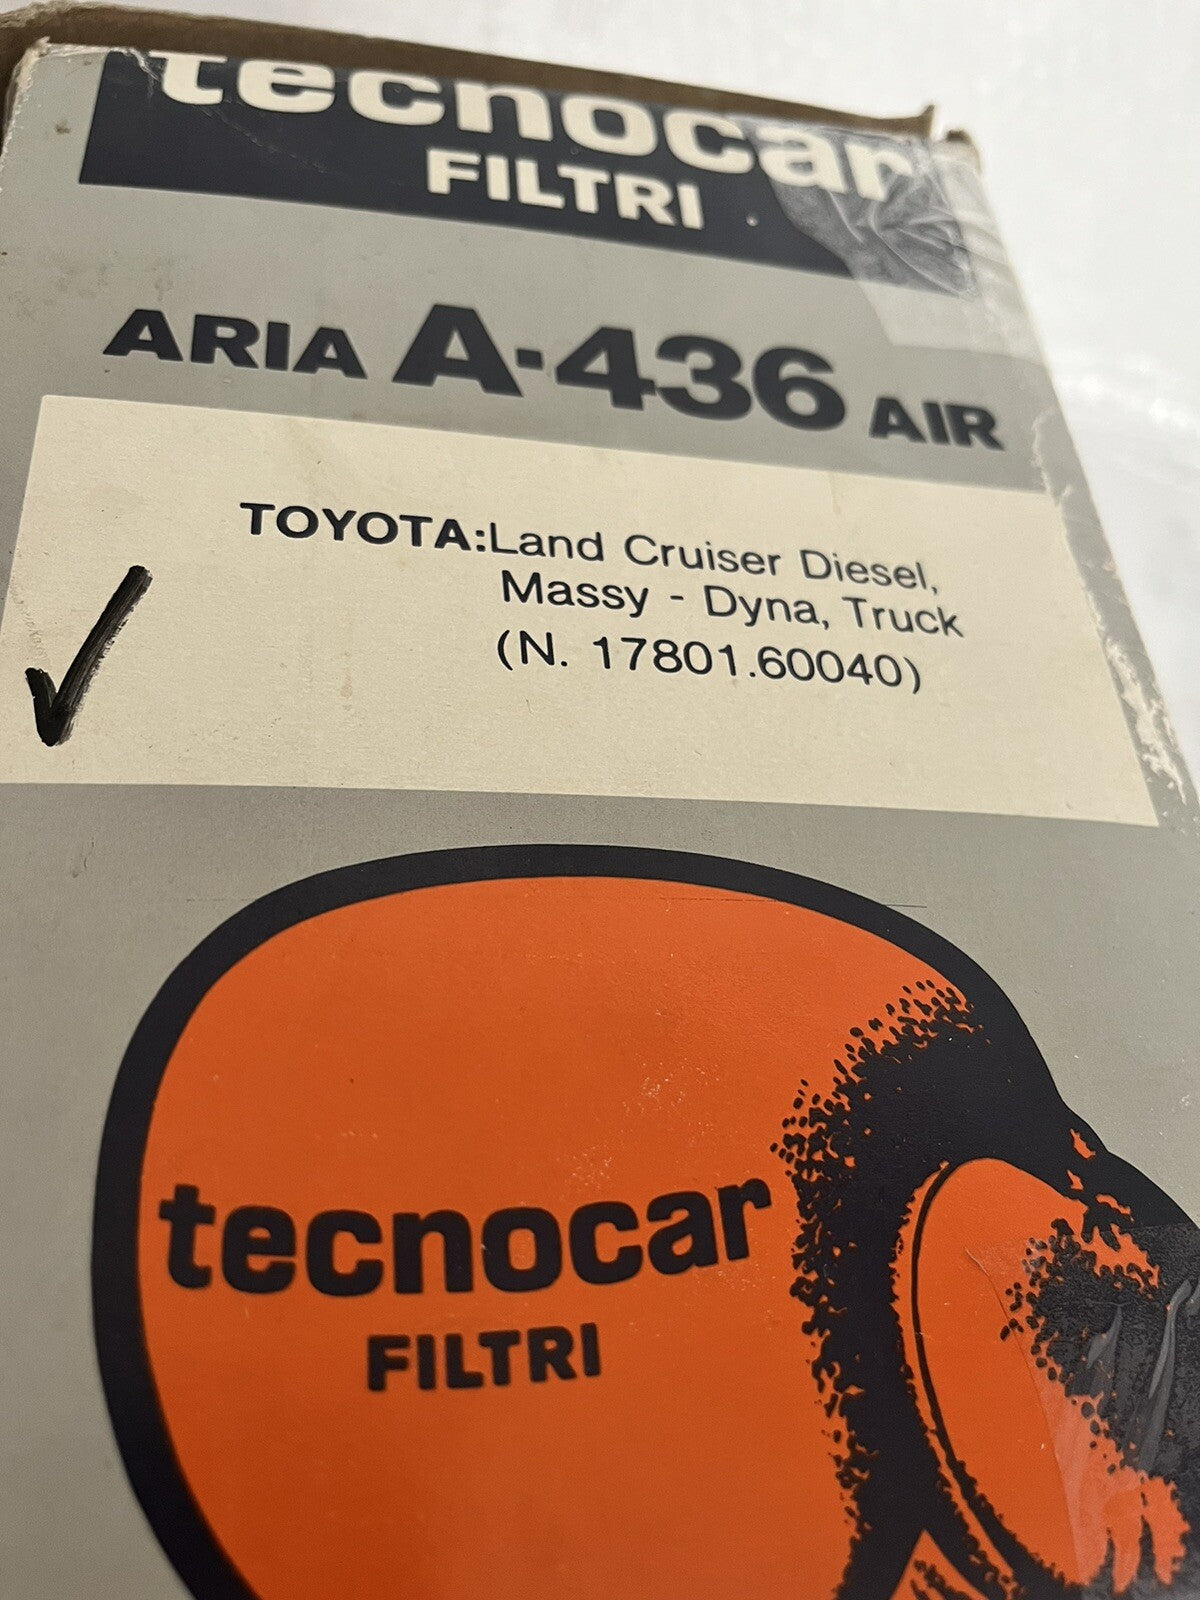 tecnocar
FILTRI
ARIA A-436 AIR
TOYOTA: Land Cruiser Diesel,
Massy - Dyna, Truck
(N. 17801.60040)
tecnocar
FILTRI